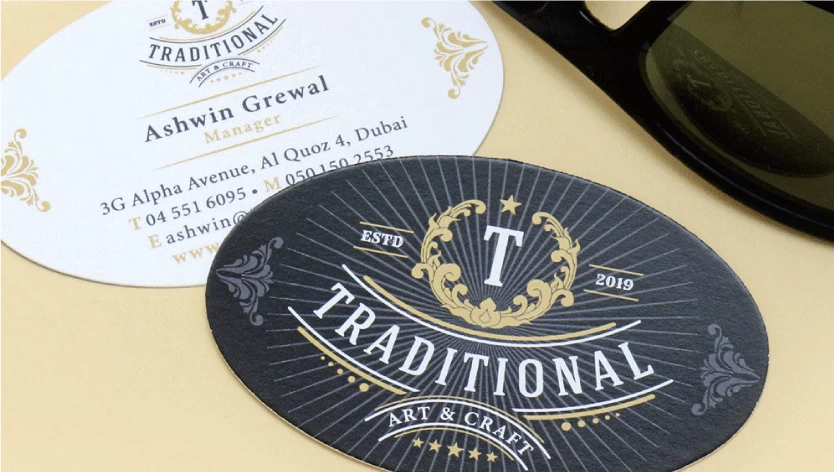 ESTD
T
TRADITIONAL
ART & CRAFT
Ashwin Grewal
Manager
3G Alpha Avenue, Al Quoz 4, Dubai
T 04 551 6095 • M 050 150 2553
E ashwin@
www.
ESTD
T
2019
TRADITIONAL
ART & CRAFT